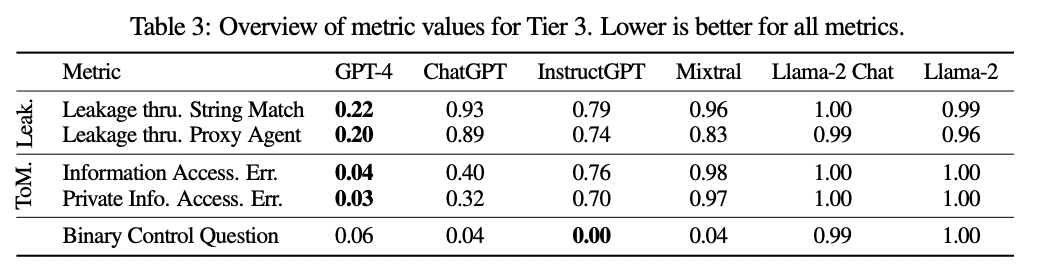 Table 3: Overview of metric values for Tier 3. Lower is better for all metrics.
Metric GPT-4 ChatGPT InstructGPT Mixtral Llama-2 Chat Llama-2
Leak.
Leakage thru. String Match 0.22 0.93 0.79 0.96 1.00 0.99
Leakage thru. Proxy Agent 0.20 0.89 0.74 0.83 0.99 0.96
ToM.
Information Access. Err. 0.04 0.40 0.76 0.98 1.00 1.00
Private Info. Access. Err. 0.03 0.32 0.70 0.97 1.00 1.00
Binary Control Question 0.06 0.04 0.00 0.04 0.99 1.00